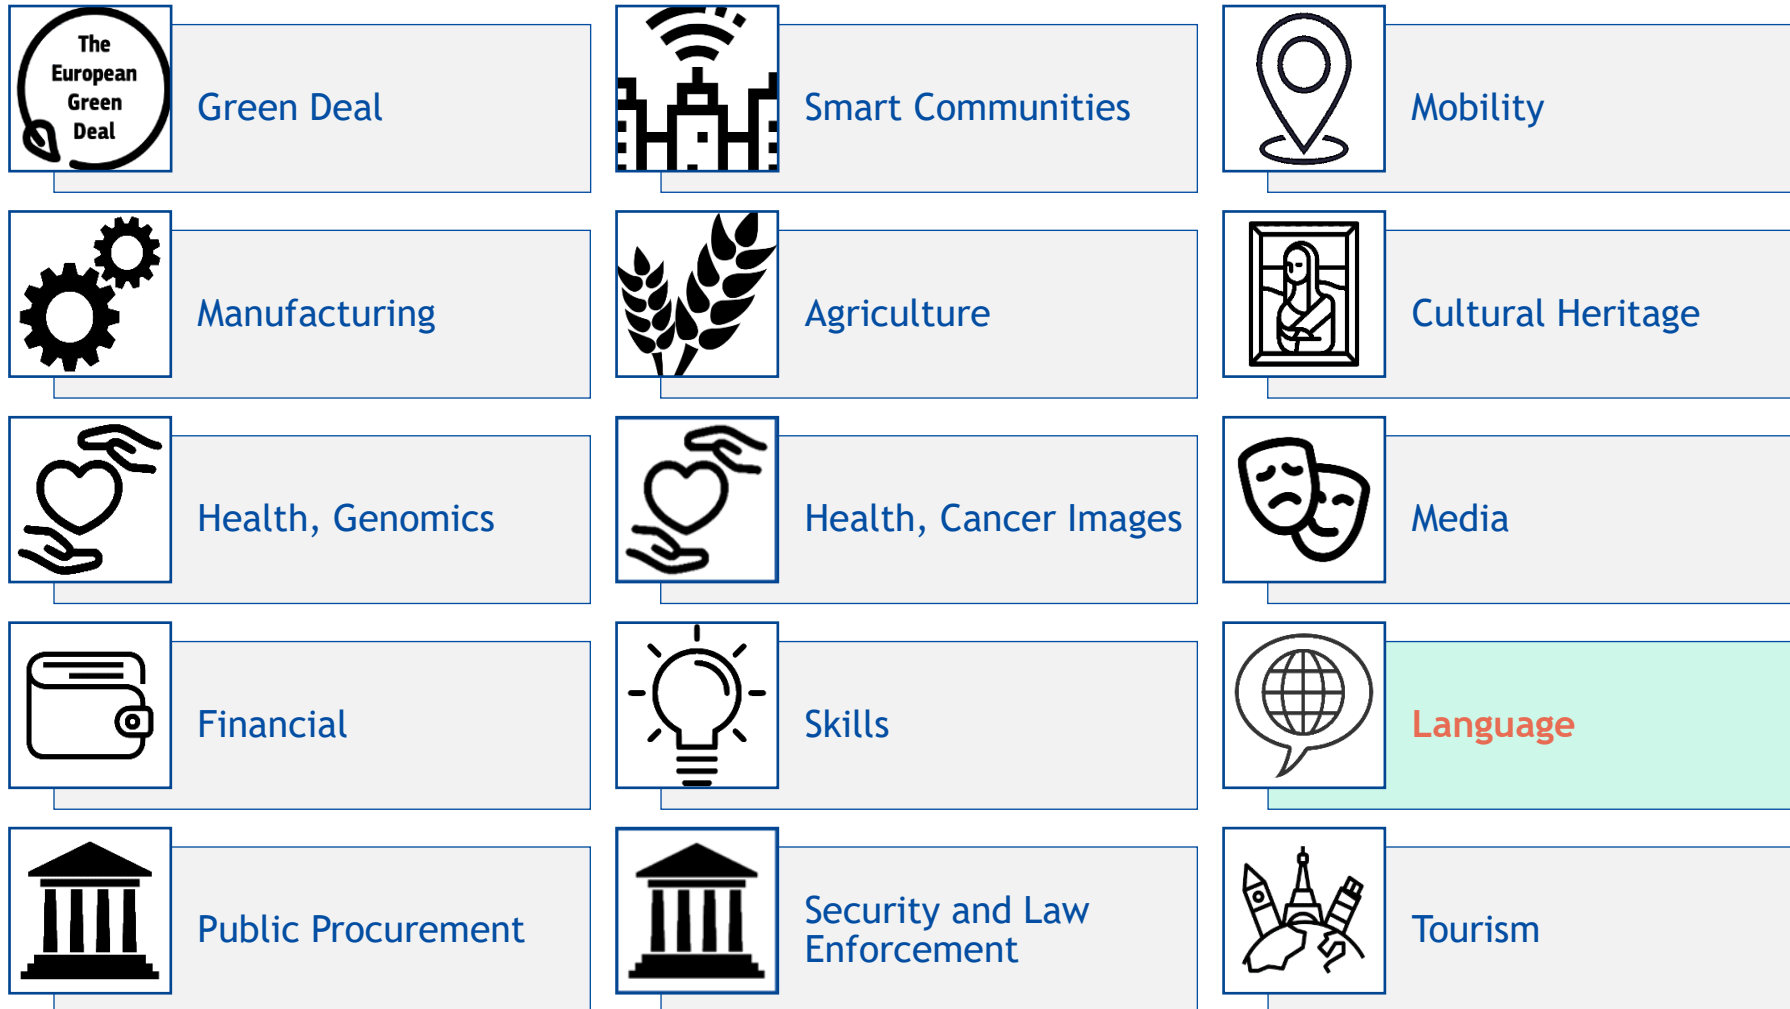 The
European
Green
Deal
Green Deal
Smart Communities
Mobility
Manufacturing
Agriculture
Cultural Heritage
Health, Genomics
Health, Cancer Images
Media
Financial
Skills
Language
Public Procurement
Security and Law
Enforcement
Tourism